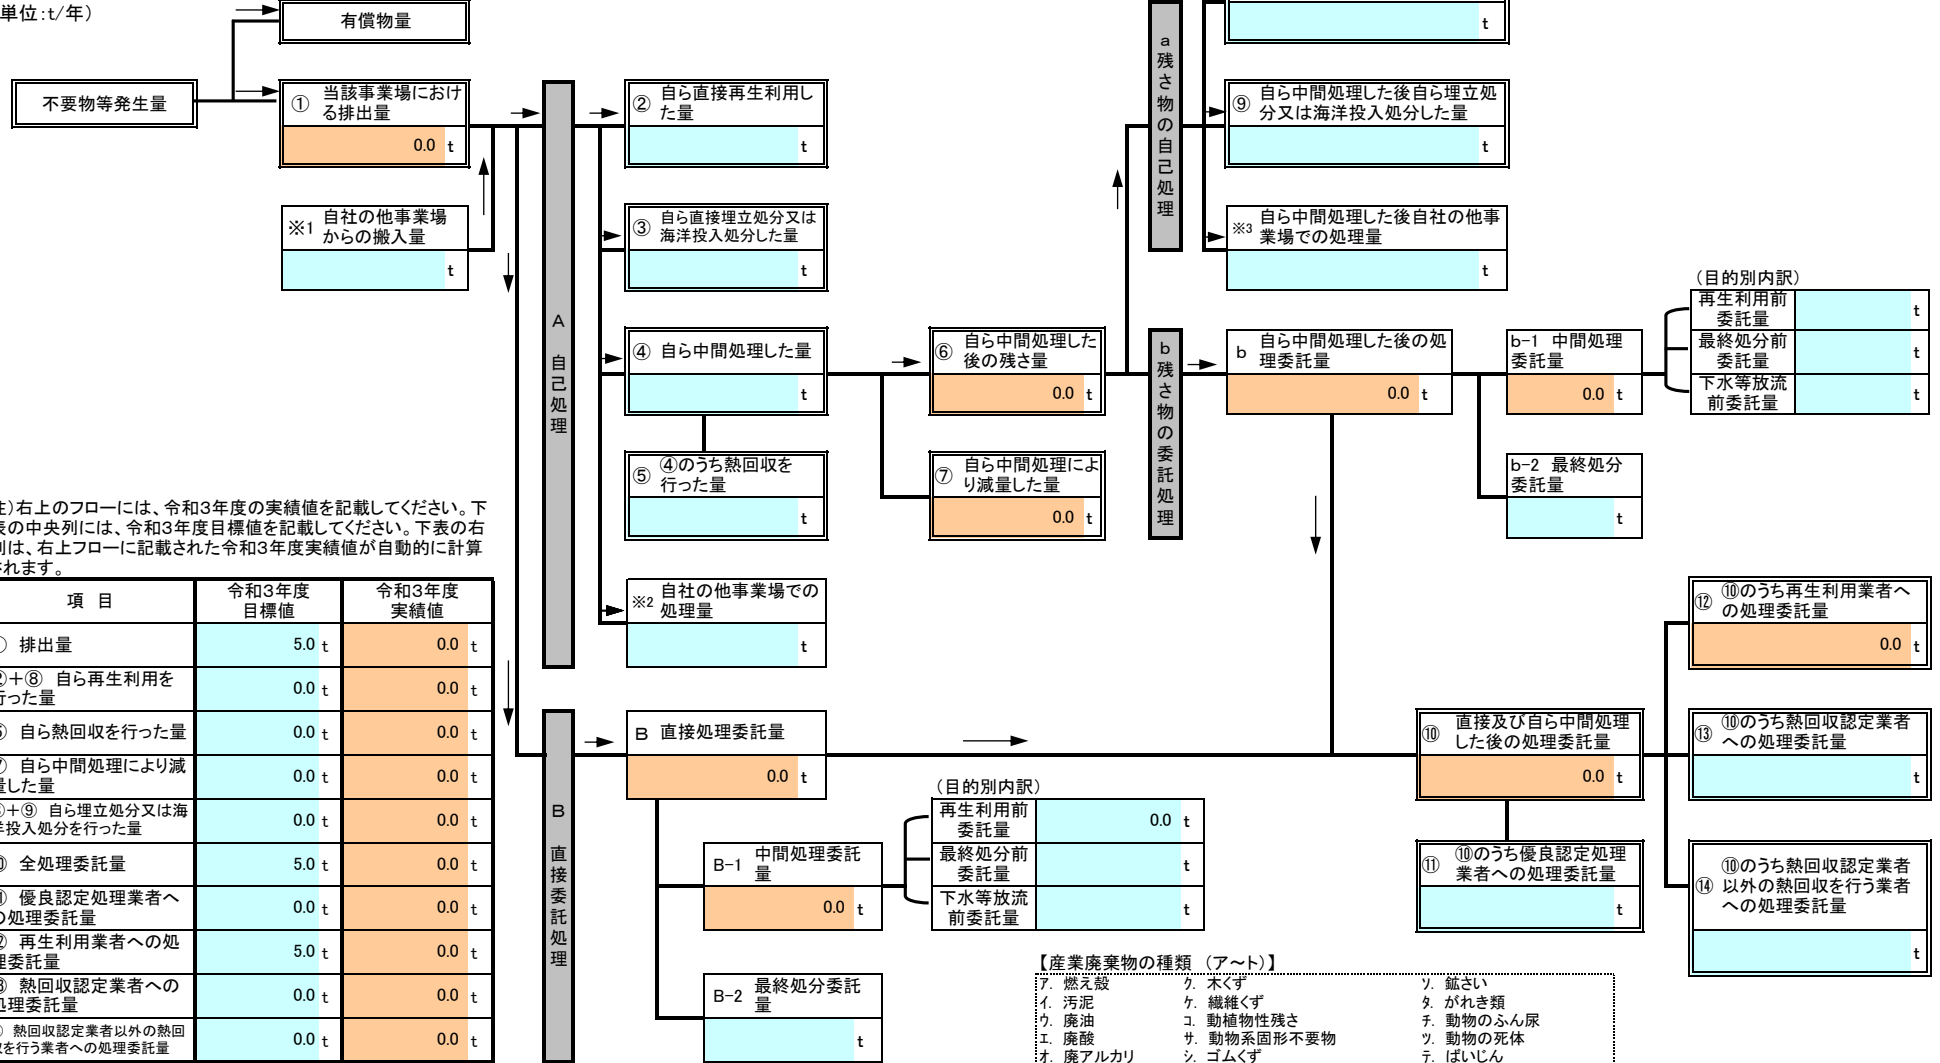 単位:t/年）
有償物量
不要物等発生量
① 当該事業場におけ
る排出量
0.0 t
※1 自社の他事業場
からの搬入量
t
A 自己処理
② 自ら直接再生利用し
た量
t
③ 自ら直接埋立処分又は
海洋投入処分した量
t
④ 自ら中間処理した量
t
⑤ ④のうち熱回収を
行った量
t
※2 自社の他事業場での
処理量
t
⑥ 自ら中間処理した
後の残さ量
0.0 t
⑦ 自ら中間処理によ
り減量した量
0.0 t
a 残さ物の自己処理
t
⑨ 自ら中間処理した後自ら埋立処
分又は海洋投入処分した量
t
※3 自ら中間処理した後自社の他事
業場での処理量
t
b 残さ物の委託処理
b 自ら中間処理した後の処
理委託量
0.0 t
b-1 中間処理
委託量
0.0 t
b-2 最終処分
委託量
t
（目的別内訳）
再生利用前
委託量
t
最終処分前
委託量
t
下水等放流
前委託量
t
注)右上のフローには、令和3年度の実績値を記載してください。下
表の中央列には、令和3年度目標値を記載してください。下表の右
列は、右上フローに記載された令和3年度実績値が自動的に計算
されます。
項 目 令和3年度
目標値 令和3年度
実績値
排出量 5.0 t 0.0 t
②+⑧ 自ら再生利用を
行った量 0.0 t 0.0 t
⑤ 自ら熱回収を行った量 0.0 t 0.0 t
⑦ 自ら中間処理により減
量した量 0.0 t 0.0 t
③+⑨ 自ら埋立処分又は海
洋投入処分を行った量 0.0 t 0.0 t
⑩ 全処理委託量 5.0 t 0.0 t
⑪ 優良認定処理業者へ
の処理委託量 0.0 t 0.0 t
⑫ 再生利用業者への処
理委託量 5.0 t 0.0 t
⑬ 熱回収認定業者への
処理委託量 0.0 t 0.0 t
熱回収認定業者以外の熱回
収を行う業者への処理委託量 0.0 t 0.0 t
B 直接委託処理
B 直接処理委託量
0.0 t
B-1 中間処理委託
量
0.0 t
B-2 最終処分委託
量
t
（目的別内訳）
再生利用前
委託量
0.0 t
最終処分前
委託量
t
下水等放流
前委託量
t
⑩ 直接及び自ら中間処理
した後の処理委託量
0.0 t
⑪ ⑩のうち優良認定処理
業者への処理委託量
t
⑫ ⑩のうち再生利用業者へ
の処理委託量
0.0 t
⑬ ⑩のうち熱回収認定業者
への処理委託量
t
⑭ ⑩のうち熱回収認定業者
以外の熱回収を行う業者
への処理委託量
t
【産業廃棄物の種類 （ア～ト）】
ア. 燃え殻 ク. 木くず ソ. 鉱さい
イ. 汚泥 ケ. 繊維くず タ. がれき類
ウ. 廃油 コ. 動植物性残さ チ. 動物のふん尿
エ. 廃酸 サ. 動物系固形不要物 ツ. 動物の死体
オ. 廃アルカリ シ. ゴムくず テ. ばいじん